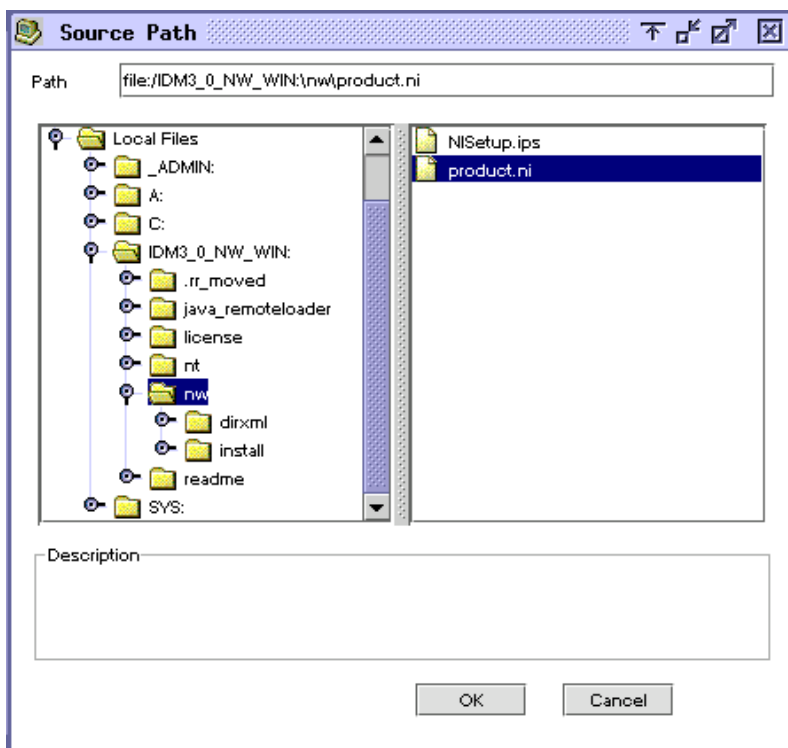 Source Path
Path
file:/IDM3_0_NW_WIN:\nw\product.ni
Local Files
_ADMIN:
A:
C:
IDM3_0_NW_WIN:
.rr_moved
java_remoteloader
license
nt
nw
dirxml
install
readme
SYS:
NISetup.ips
product.ni
Description
OK
Cancel